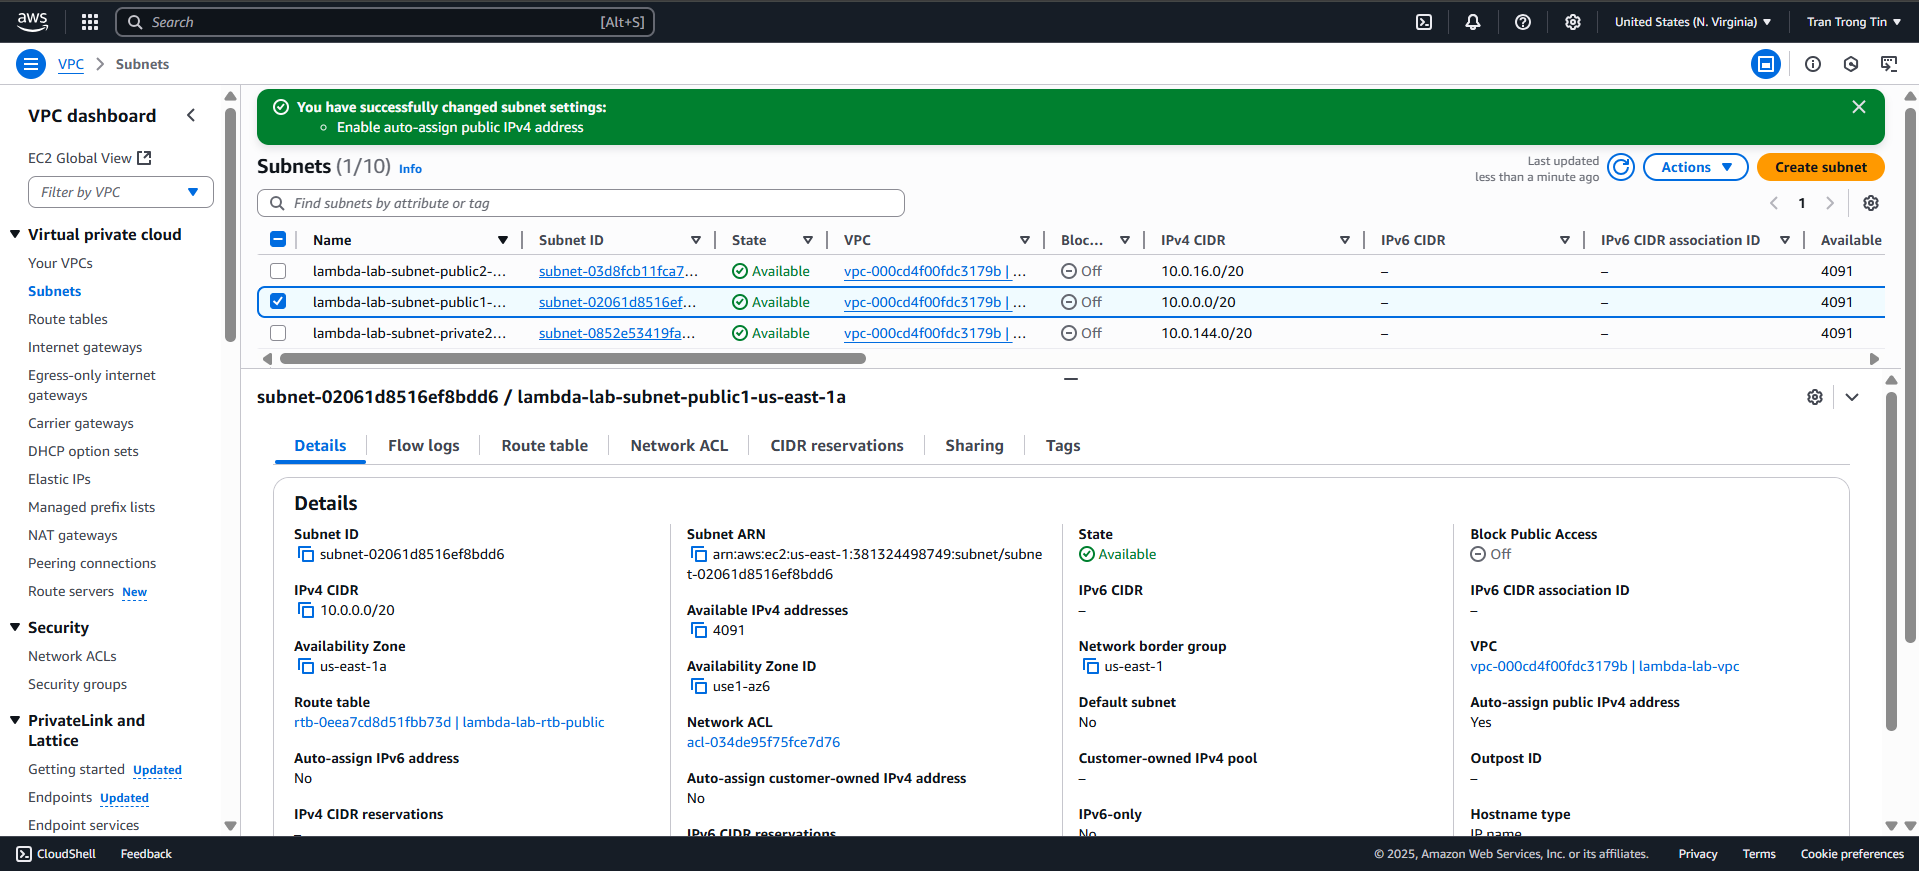 aws
Search
[Alt+S]
United States (N. Virginia)
Tran Trong Tin
VPC
Subnets
VPC dashboard
EC2 Global View
Filter by VPC
Virtual private cloud
Your VPCs
Subnets
Route tables
Internet gateways
Egress-only internet
gateways
Carrier gateways
DHCP option sets
Elastic IPs
Managed prefix lists
NAT gateways
Peering connections
Route servers New
Security
Network ACLs
Security groups
PrivateLink and
Lattice
Getting started Updated
Endpoints Updated
Endpoint services
You have successfully changed subnet settings:
Enable auto-assign public IPv4 address
Subnets (1/10) Info
Last updated
less than a minute ago
Actions
Create subnet
Find subnets by attribute or tag
1
Name Subnet ID State VPC Bloc... IPv4 CIDR IPv6 CIDR IPv6 CIDR association ID Available
lambda-lab-subnet-public2-... subnet-03d8fcb11fca7... Available vpc-000cd4f00fdc3179b | ... Off 10.0.16.0/20 – – 4091
lambda-lab-subnet-public1-... subnet-02061d8516ef... Available vpc-000cd4f00fdc3179b | ... Off 10.0.0.0/20 – – 4091
lambda-lab-subnet-private2... subnet-0852e53419fa... Available vpc-000cd4f00fdc3179b | ... Off 10.0.144.0/20 – – 4091
subnet-02061d8516ef8bdd6 / lambda-lab-subnet-public1-us-east-1a
Details Flow logs Route table Network ACL CIDR reservations Sharing Tags
Details
Subnet ID
subnet-02061d8516ef8bdd6
IPv4 CIDR
10.0.0.0/20
Availability Zone
us-east-1a
Route table
rtb-0eea7cd8d51fbb73d | lambda-lab-rtb-public
Auto-assign IPv6 address
No
IPv4 CIDR reservations
–
Subnet ARN
arn:aws:ec2:us-east-1:381324498749:subnet/subne
t-02061d8516ef8bdd6
Available IPv4 addresses
4091
Availability Zone ID
use1-az6
Network ACL
acl-034de95f75fce7d76
Auto-assign customer-owned IPv4 address
No
IPv6 CIDR reservations
State
Available
IPv6 CIDR
–
Network border group
us-east-1
Default subnet
No
Customer-owned IPv4 pool
–
IPv6-only
No
Block Public Access
Off
IPv6 CIDR association ID
–
VPC
vpc-000cd4f00fdc3179b | lambda-lab-vpc
Auto-assign public IPv4 address
Yes
Outpost ID
–
Hostname type
IP name
CloudShell
Feedback
© 2025, Amazon Web Services, Inc. or its affiliates.
Privacy
Terms
Cookie preferences